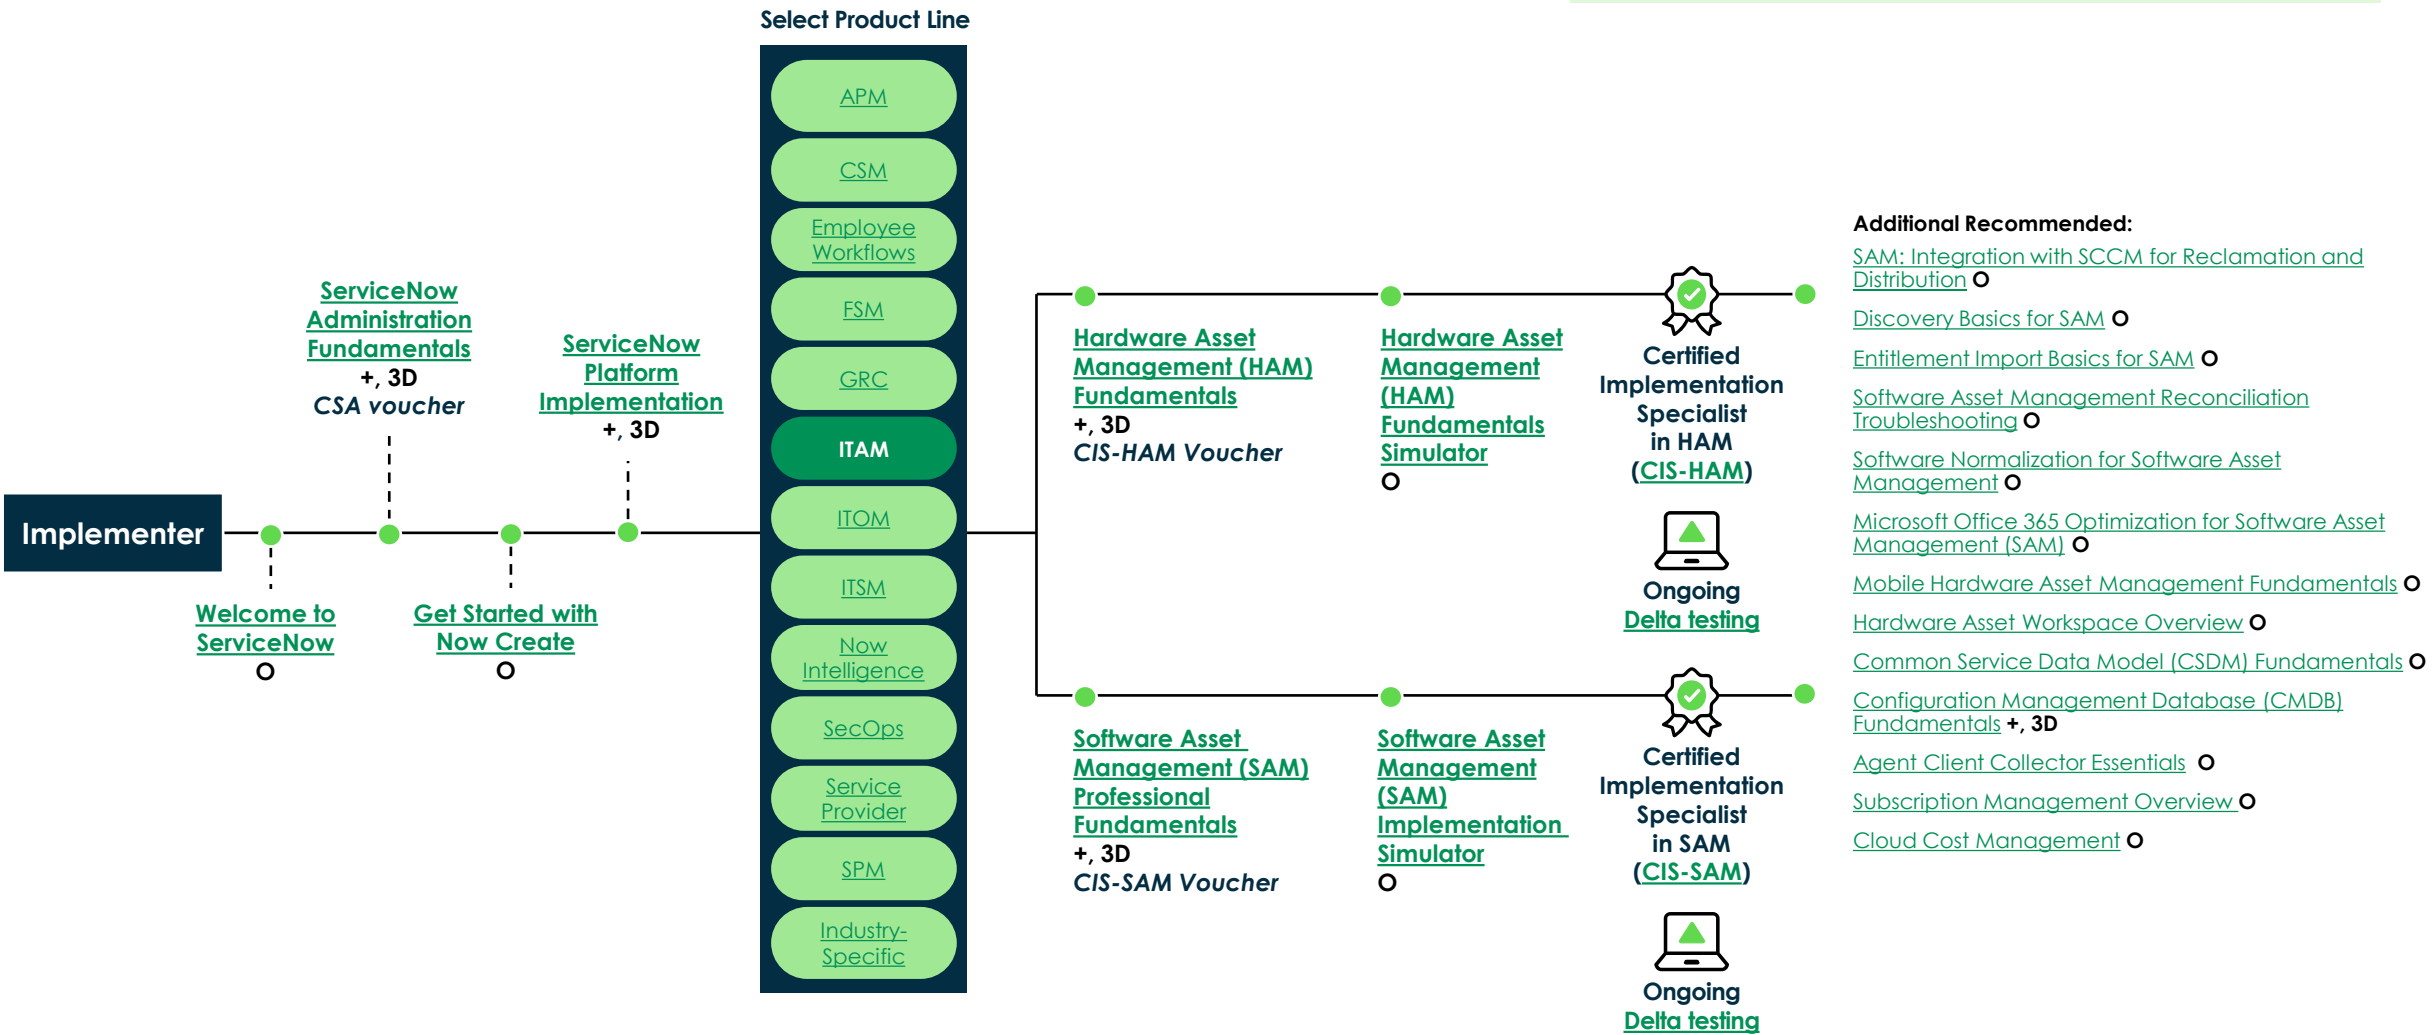 Select Product Line
APM
CSM
Employee
Workflows
FSM
GRC
ITAM
ITOM
ITSM
Now
Intelligence
SecOps
Service
Provider
SPM
Industry-
Specific
Implementer
Welcome to
ServiceNow
O
ServiceNow
Administration
Fundamentals
+, 3D
CSA voucher
Get Started with
Now Create
O
ServiceNow
Platform
Implementation
+, 3D
Hardware Asset
Management (HAM)
Fundamentals
+, 3D
CIS-HAM Voucher
Hardware Asset
Management
(HAM)
Fundamentals
Simulator
O
Certified
Implementation
Specialist
in HAM
(CIS-HAM)
Ongoing
Delta testing
Software Asset
Management (SAM)
Professional
Fundamentals
+, 3D
CIS-SAM Voucher
Software Asset
Management
(SAM)
Implementation
Simulator
O
Certified
Implementation
Specialist
in SAM
(CIS-SAM)
Ongoing
Delta testing
Additional Recommended:
SAM: Integration with SCCM for Reclamation and
Distribution O
Discovery Basics for SAM O
Entitlement Import Basics for SAM O
Software Asset Management Reconciliation
Troubleshooting O
Software Normalization for Software Asset
Management O
Microsoft Office 365 Optimization for Software Asset
Management (SAM) O
Mobile Hardware Asset Management Fundamentals O
Hardware Asset Workspace Overview O
Common Service Data Model (CSDM) Fundamentals O
Configuration Management Database (CMDB)
Fundamentals +, 3D
Agent Client Collector Essentials O
Subscription Management Overview O
Cloud Cost Management O